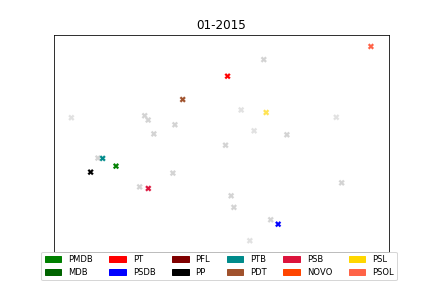 01-2015
PMDB PT PFL PTB PSB PSL
MDB PSDB PP PDT NOVO PSOL